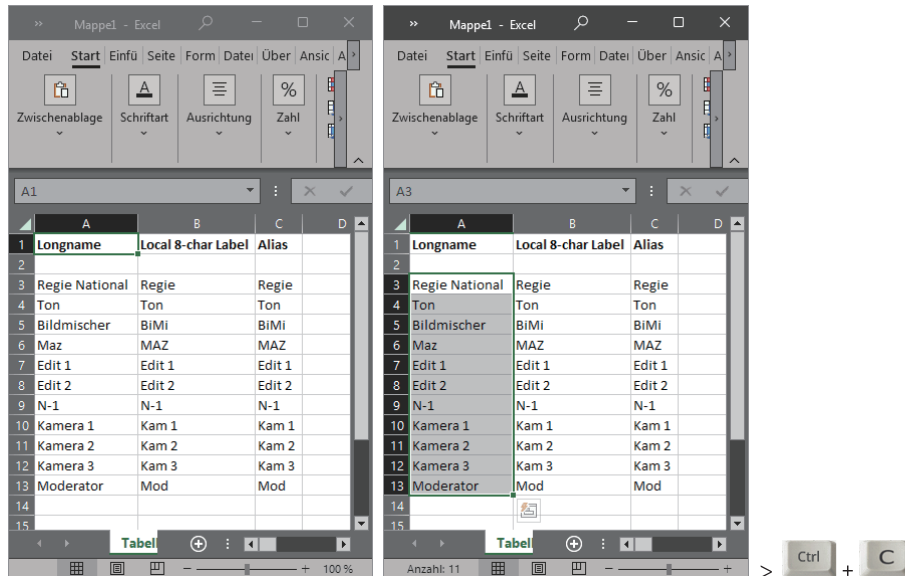 » Mappe1 - Excel
Datei Start Einfü Seite Form Datei Über Ansic A
Zwischenablage Schriftart Ausrichtung Zahl
A %
A1
A B C D
1 Longname Local 8-char Label Alias
2
3 Regie National Regie Regie
4 Ton Ton Ton
5 Bildmischer BiMi BiMi
6 Maz MAZ MAZ
7 Edit 1 Edit 1 Edit 1
8 Edit 2 Edit 2 Edit 2
9 N-1 N-1 N-1
10 Kamera 1 Kam 1 Kam 1
11 Kamera 2 Kam 2 Kam 2
12 Kamera 3 Kam 3 Kam 3
13 Moderator Mod Mod
14
15
Tabell
- + 100 %
» Mappe1 - Excel
Datei Start Einfü Seite Form Datei Über Ansic A
A %
Zwischenablage Schriftart Ausrichtung Zahl
A3
A B C D
1 Longname Local 8-char Label Alias
2
3 Regie National Regie Regie
4 Ton Ton Ton
5 Bildmischer BiMi BiMi
6 Maz MAZ MAZ
7 Edit 1 Edit 1 Edit 1
8 Edit 2 Edit 2 Edit 2
9 N-1 N-1 N-1
10 Kamera 1 Kam 1 Kam 1
11 Kamera 2 Kam 2 Kam 2
12 Kamera 3 Kam 3 Kam 3
13 Moderator Mod Mod
14
15
Tabell
Anzahl: 11 - +
> Ctrl + C